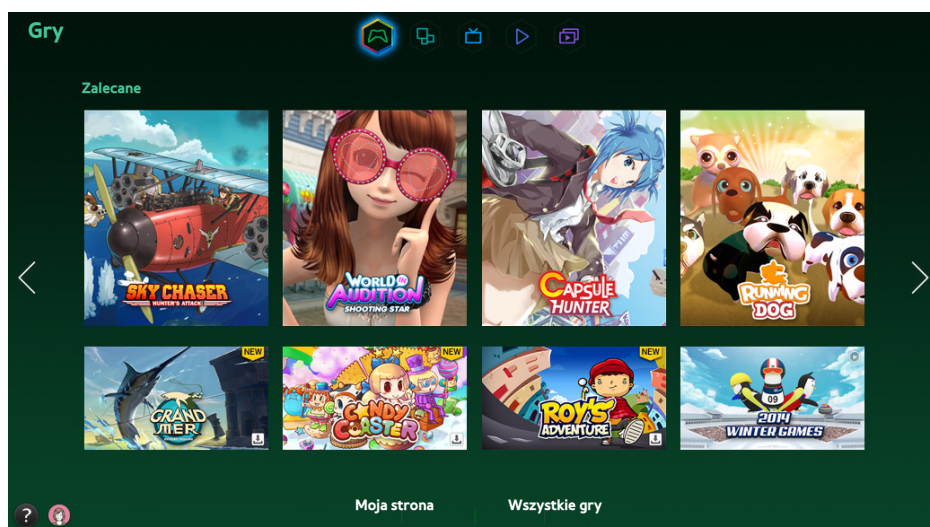 Gry
Zalecane
SKY CHASER
HUNTER'S ATTACK
WORLD IN
AUDITION
SHOOTING STAR
CAPSULE
HUNTER
RUNNING
DOG
NEW
GRAND
MER
NEW
CANDY
COASTER
NEW
ROY'S
ADVENTURE
09
2014
WINTER GAMES
Moja strona
Wszystkie gry
?